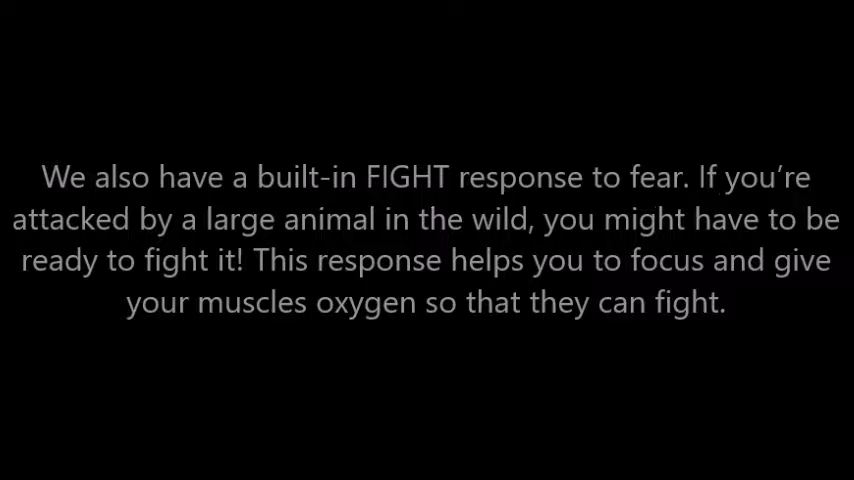 We also have a built-in FIGHT response to fear. If you’re
attacked by a large animal in the wild, you might have to be
ready to fight it! This response helps you to focus and give
your muscles oxygen so that they can fight.